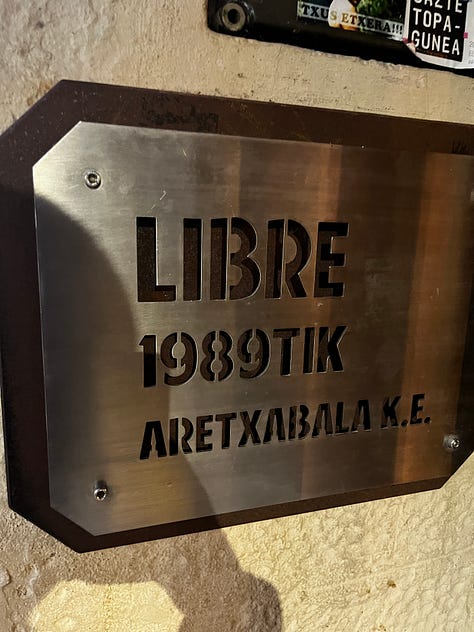 TXUS ETXERA!!!
GAZTE
TOPA-
GUNEA
LIBRE
1989TIK
ARETXABALA K.E.